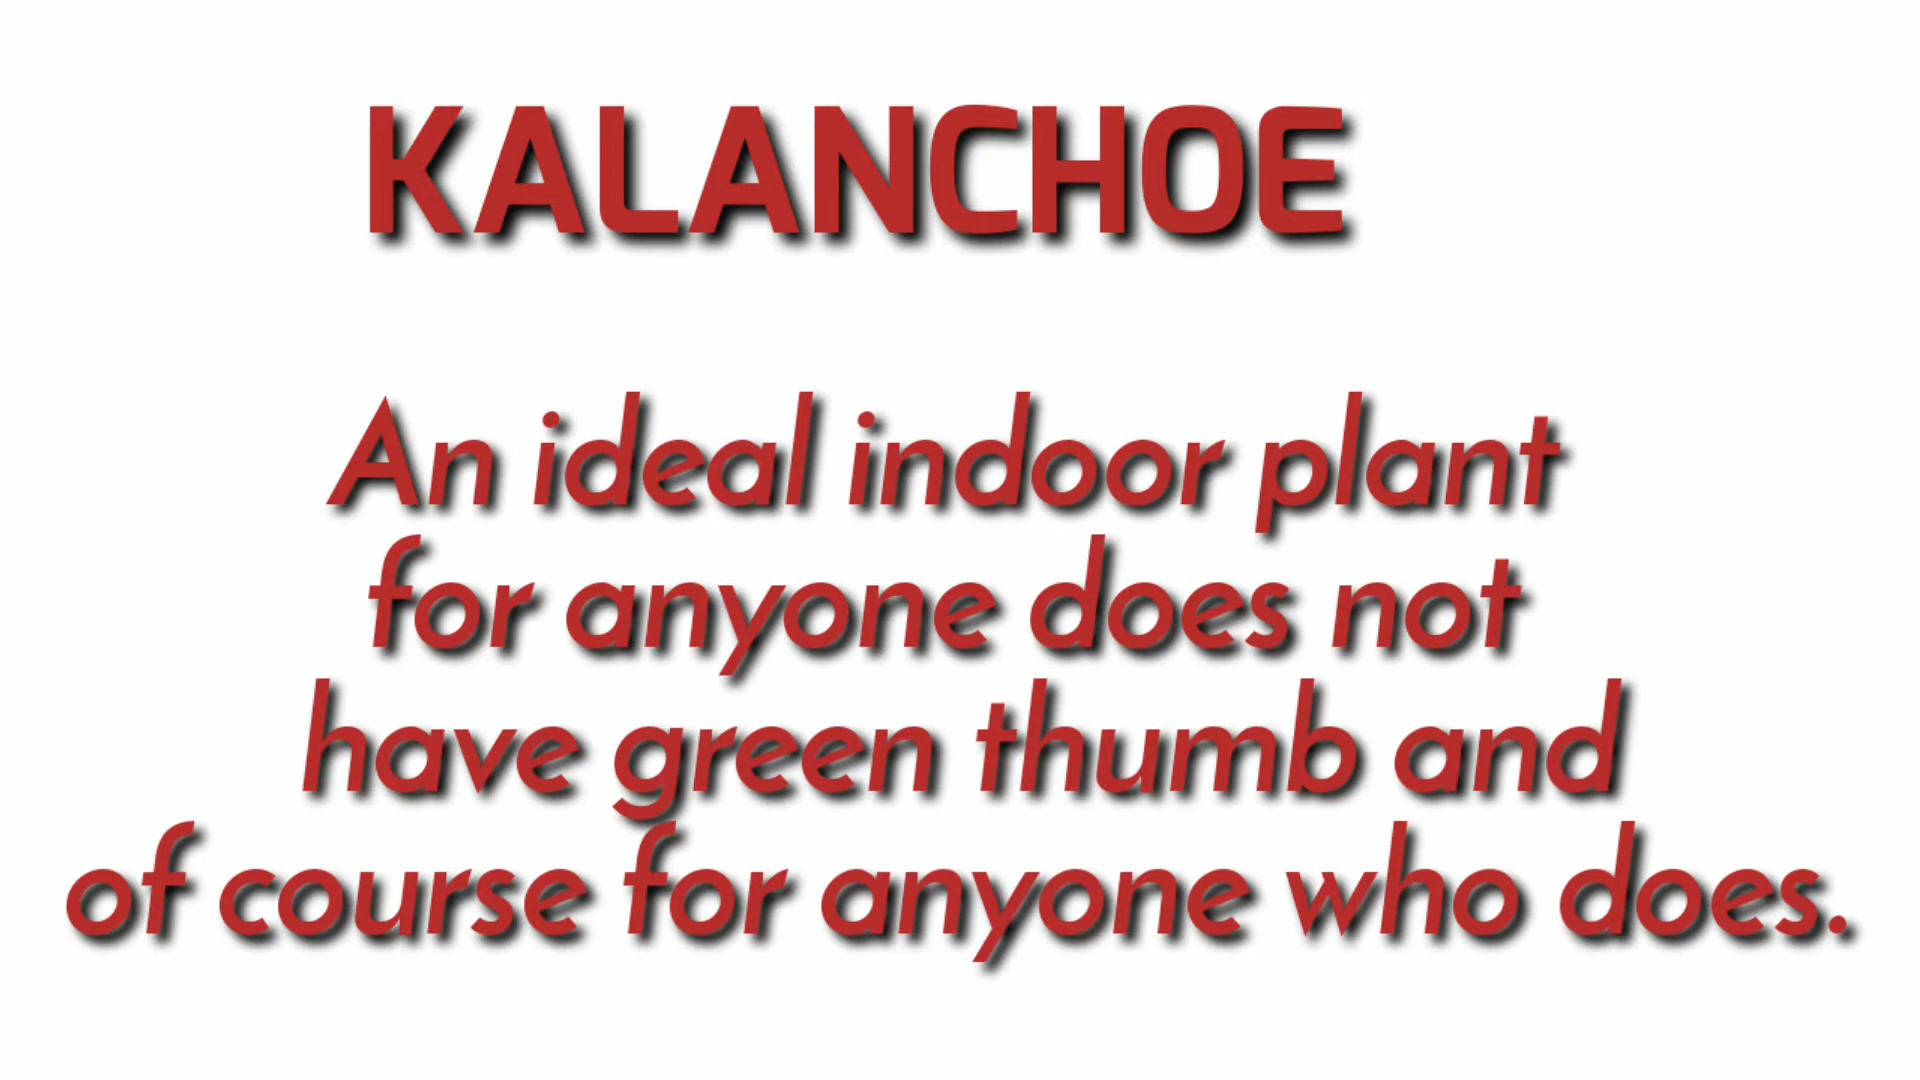 KALANCHOE
An ideal indoor plant
for anyone does not
have green thumb and
of course for anyone who does.